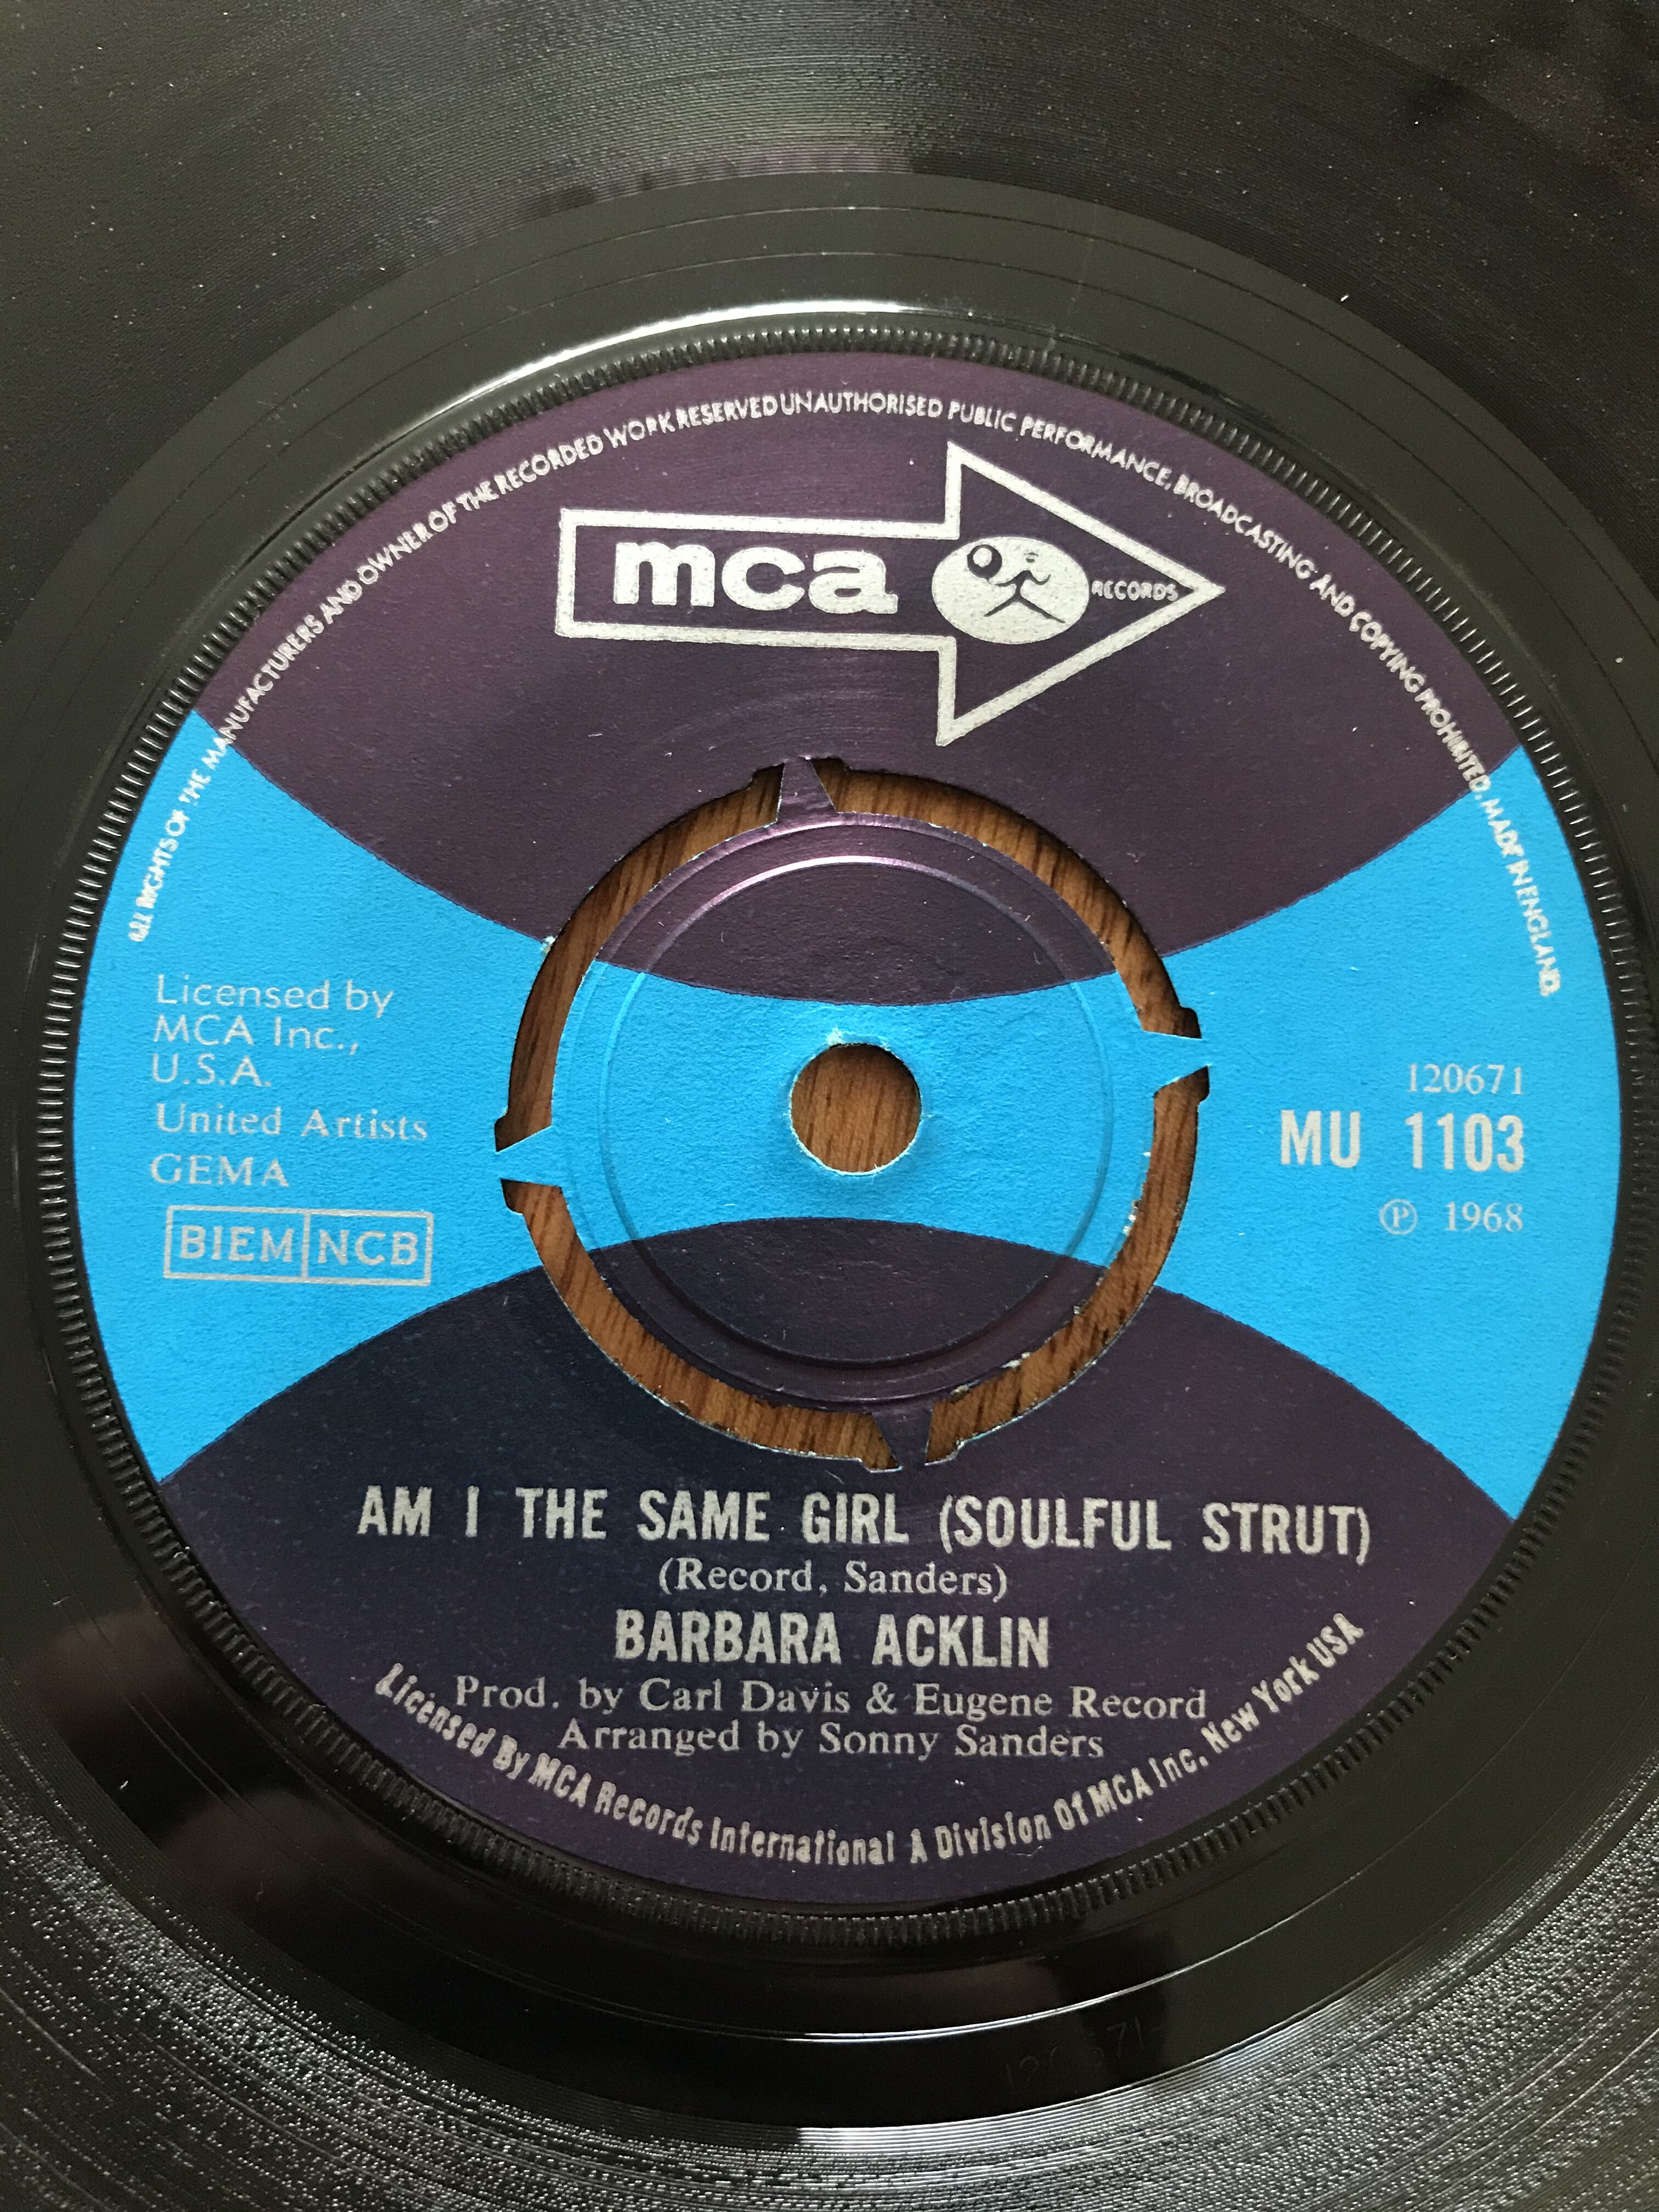 ALL RIGHTS OF THE MANUFACTURERS AND OWNER OF THE RECORDED WORK RESERVED UNAUTHORISED PUBLIC PERFORMANCE, BROADCASTING AND COPYING PROHIBITED. MADE IN ENGLAND.
mca RECORDS
Licensed by
MCA Inc.,
U.S.A.
United Artists
GEMA
BIEM NCB
120671
MU 1103
℗ 1968
AM I THE SAME GIRL (SOULFUL STRUT)
(Record, Sanders)
BARBARA ACKLIN
Prod. by Carl Davis & Eugene Record
Arranged by Sonny Sanders
Licensed By MCA Records International A Division Of MCA Inc. New York USA